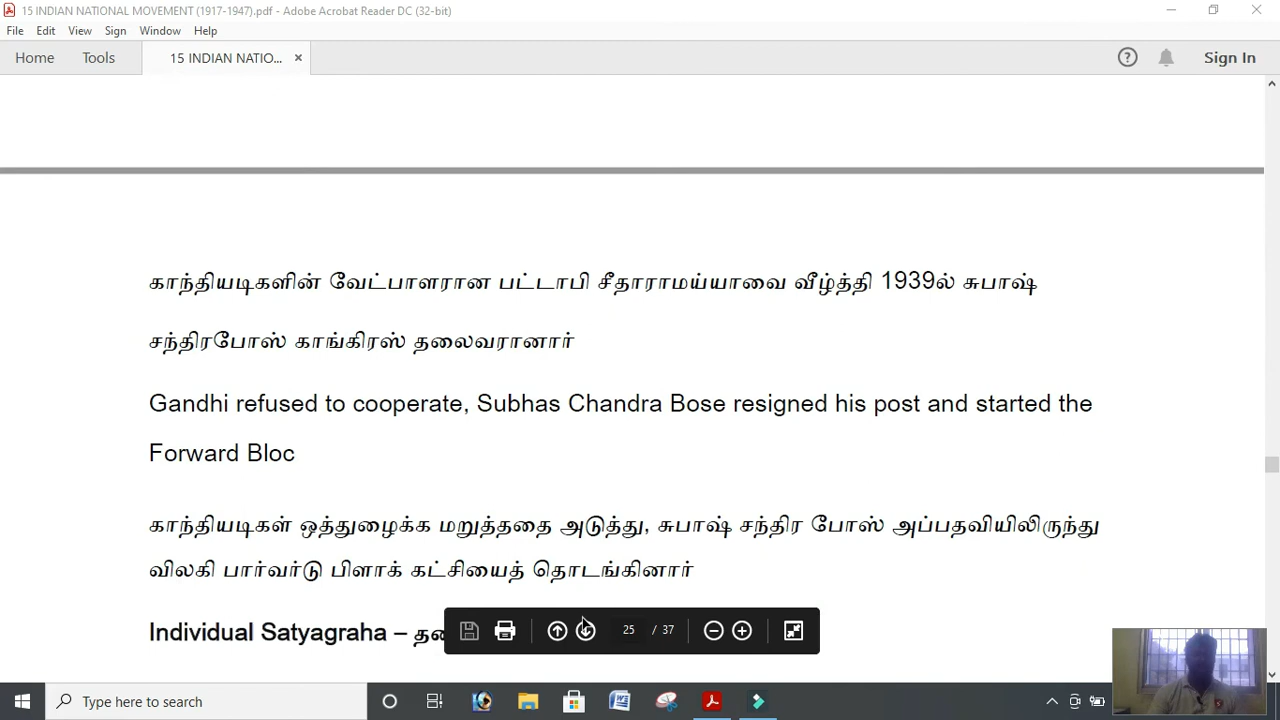 15 INDIAN NATIONAL MOVEMENT (1917-1947).pdf - Adobe Acrobat Reader DC (32-bit)
File Edit View Sign Window Help
Home Tools 15 INDIAN NATIO... × Sign In
காந்தியடிகளின் வேட்பாளரான பட்டாபி சீதாராமய்யாவை வீழ்த்தி 1939ல் சுபாஷ்
சந்திரபோஸ் காங்கிரஸ் தலைவரானார்
Gandhi refused to cooperate, Subhas Chandra Bose resigned his post and started the
Forward Bloc
காந்தியடிகள் ஒத்துழைக்க மறுத்ததை அடுத்து, சுபாஷ் சந்திர போஸ் அப்பதவியிலிருந்து
விலகி பார்வர்டு பிளாக் கட்சியைத் தொடங்கினார்
Individual Satyagraha –
25 / 37
Type here to search